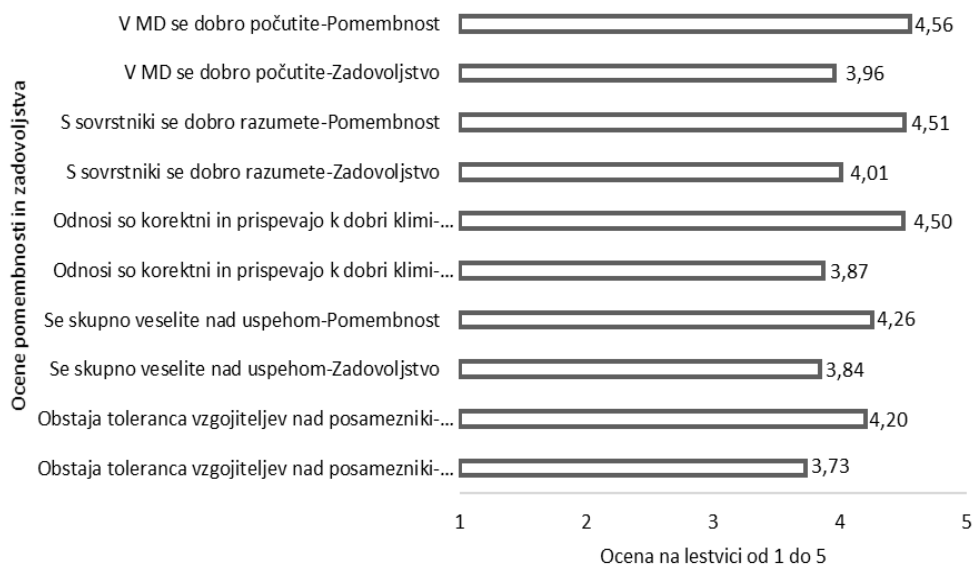 Ocene pomembnosti in zadovoljstva
V MD se dobro počutite-Pomembnost 4,56
V MD se dobro počutite-Zadovoljstvo 3,96
S sovrstniki se dobro razumete-Pomembnost 4,51
S sovrstniki se dobro razumete-Zadovoljstvo 4,01
Odnosi so korektni in prispevajo k dobri klimi-... 4,50
Odnosi so korektni in prispevajo k dobri klimi-... 3,87
Se skupno veselite nad uspehom-Pomembnost 4,26
Se skupno veselite nad uspehom-Zadovoljstvo 3,84
Obstaja toleranca vzgojiteljev nad posamezniki-... 4,20
Obstaja toleranca vzgojiteljev nad posamezniki-... 3,73
1 2 3 4 5
Ocena na lestvici od 1 do 5